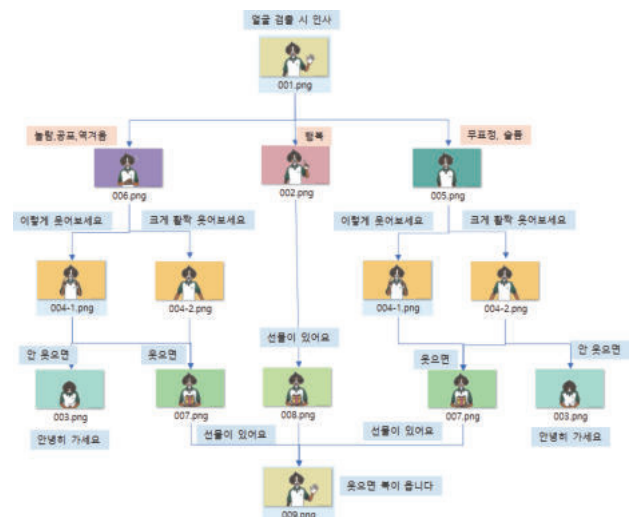 얼굴 검출 시 인사
001.png
놀람,공포,역겨움
행복
무표정, 슬픔
006.png
002.png
005.png
이렇게 웃어보세요
크게 활짝 웃어보세요
이렇게 웃어보세요
크게 활짝 웃어보세요
004-1.png
004-2.png
004-1.png
004-2.png
선물이 있어요
안 웃으면
웃으면
웃으면
안 웃으면
003.png
007.png
008.png
007.png
003.png
안녕히 가세요
선물이 있어요
선물이 있어요
안녕히 가세요
웃으면 복이 옵니다
009.png